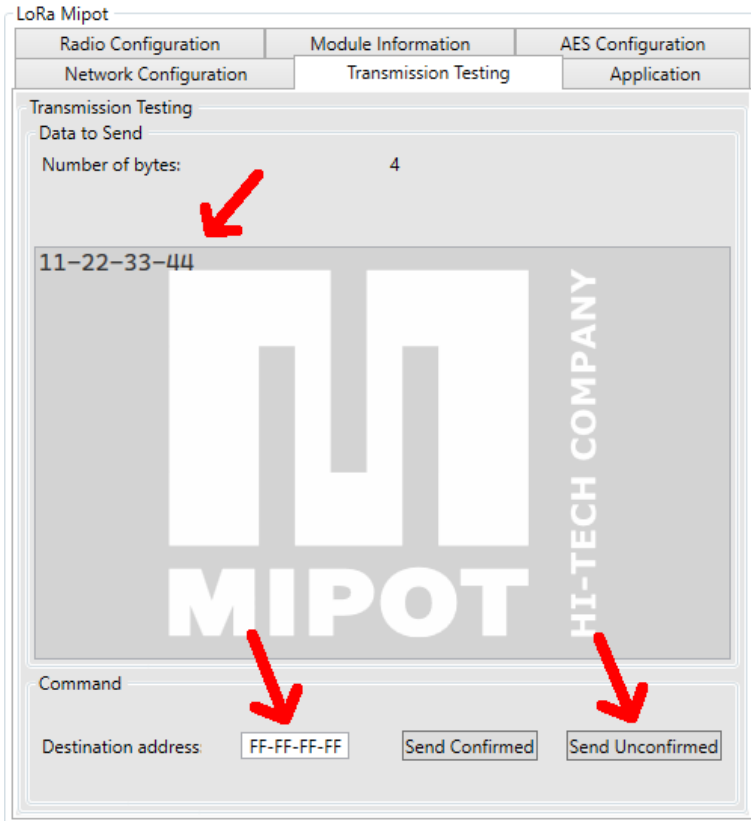 LoRa Mipot
Radio Configuration Module Information AES Configuration
Network Configuration Transmission Testing Application
Transmission Testing
Data to Send
Number of bytes: 4
11-22-33-44
HI-TECH COMPANY
MIPOT
Command
Destination address: FF-FF-FF-FF Send Confirmed Send Unconfirmed